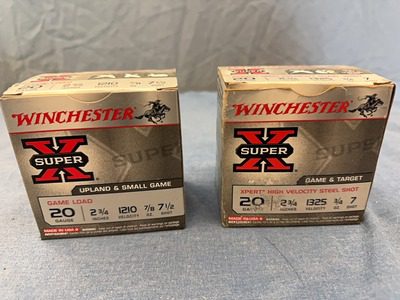 WINCHESTER
SUPER
X
UPLAND & SMALL GAME
GAME LOAD
20
GAUGE
2 3/4
INCHES
1210
VELOCITY
7/8
OZ.
7 1/2
SHOT
MADE IN U.S.A.
WINCHESTER
SUPER
X
GAME & TARGET
XPERT HIGH VELOCITY STEEL SHOT
20
2 3/4
INCHES
1325
VELOCITY
3/4
OZ.
7
SHOT
MADE IN U.S.A.